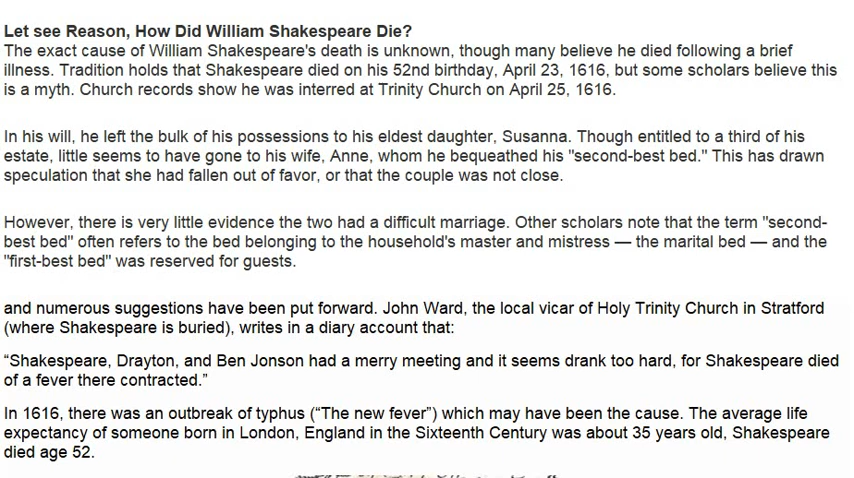 Let see Reason, How Did William Shakespeare Die?
The exact cause of William Shakespeare's death is unknown, though many believe he died following a brief
illness. Tradition holds that Shakespeare died on his 52nd birthday, April 23, 1616, but some scholars believe this
is a myth. Church records show he was interred at Trinity Church on April 25, 1616.
In his will, he left the bulk of his possessions to his eldest daughter, Susanna. Though entitled to a third of his
estate, little seems to have gone to his wife, Anne, whom he bequeathed his "second-best bed." This has drawn
speculation that she had fallen out of favor, or that the couple was not close.
However, there is very little evidence the two had a difficult marriage. Other scholars note that the term "second-
best bed" often refers to the bed belonging to the household's master and mistress — the marital bed — and the
"first-best bed" was reserved for guests.
and numerous suggestions have been put forward. John Ward, the local vicar of Holy Trinity Church in Stratford
(where Shakespeare is buried), writes in a diary account that:
“Shakespeare, Drayton, and Ben Jonson had a merry meeting and it seems drank too hard, for Shakespeare died
of a fever there contracted.”
In 1616, there was an outbreak of typhus (“The new fever”) which may have been the cause. The average life
expectancy of someone born in London, England in the Sixteenth Century was about 35 years old, Shakespeare
died age 52.